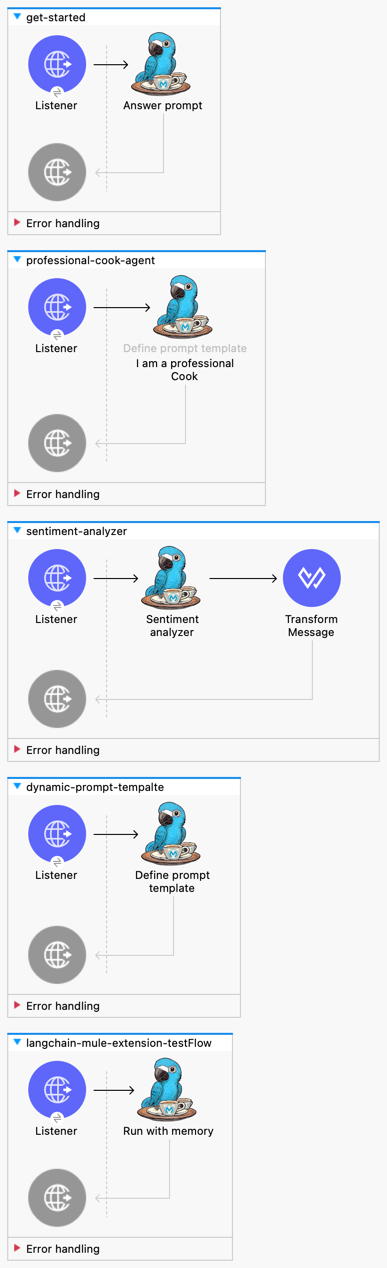 get-started
Listener
Answer prompt
Error handling
professional-cook-agent
Listener
Define prompt template
I am a professional
Cook
Error handling
sentiment-analyzer
Listener
Sentiment
analyzer
Transform
Message
Error handling
dynamic-prompt-tempalte
Listener
Define prompt
template
Error handling
langchain-mule-extension-testFlow
Listener
Run with memory
Error handling